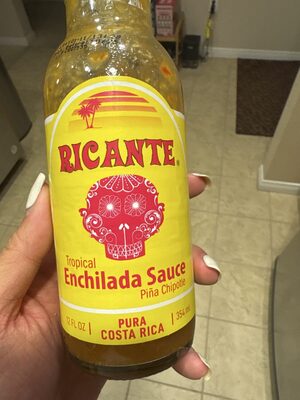 RICANTE®
Tropical
Enchilada Sauce
Piña Chipotle
12 FL OZ
PURA
COSTA RICA
354 mL